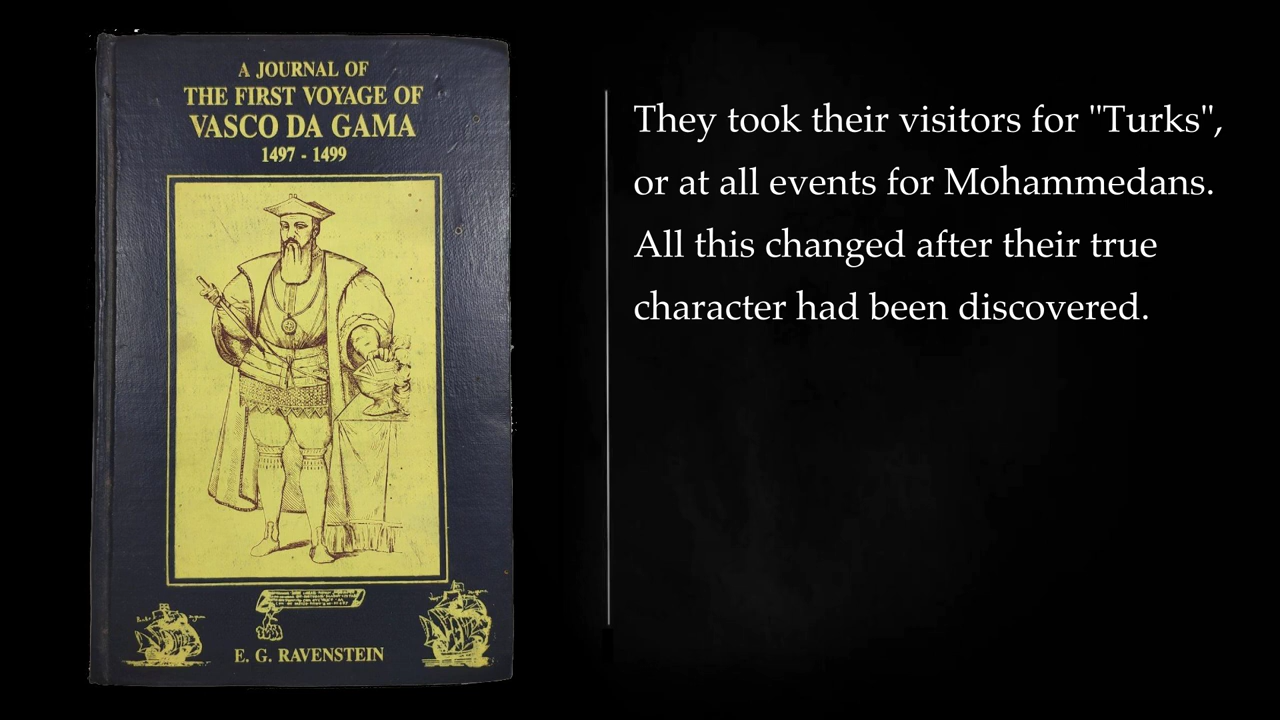 A JOURNAL OF
THE FIRST VOYAGE OF
VASCO DA GAMA
1497 - 1499
E. G. RAVENSTEIN
They took their visitors for "Turks",
or at all events for Mohammedans.
All this changed after their true
character had been discovered.